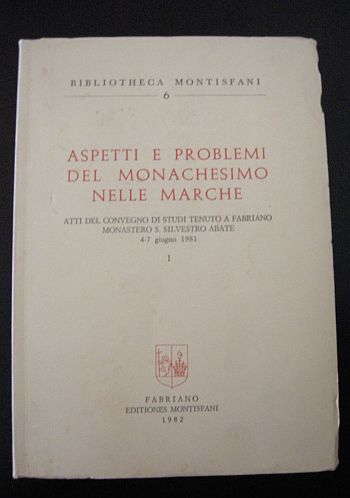 BIBLIOTHECA MONTISFANI
6
ASPETTI E PROBLEMI
DEL MONACHESIMO
NELLE MARCHE
ATTI DEL CONVEGNO DI STUDI TENUTO A FABRIANO
MONASTERO S. SILVESTRO ABATE
4-7 giugno 1981
I
FABRIANO
EDITIONES MONTISFANI
1982